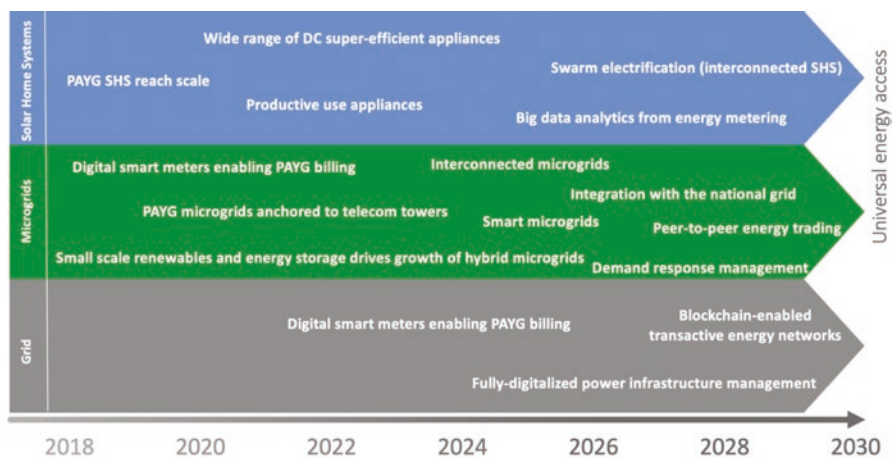 Solar Home Systems
Wide range of DC super-efficient appliances
Swarm electrification (interconnected SHS)
PAYG SHS reach scale
Productive use appliances
Big data analytics from energy metering
Microgrids
Digital smart meters enabling PAYG billing
Interconnected microgrids
Integration with the national grid
PAYG microgrids anchored to telecom towers
Smart microgrids
Peer-to-peer energy trading
Small scale renewables and energy storage drives growth of hybrid microgrids
Demand response management
Grid
Digital smart meters enabling PAYG billing
Blockchain-enabled
transactive energy networks
Fully-digitalized power infrastructure management
Universal energy access
2018 2020 2022 2024 2026 2028 2030